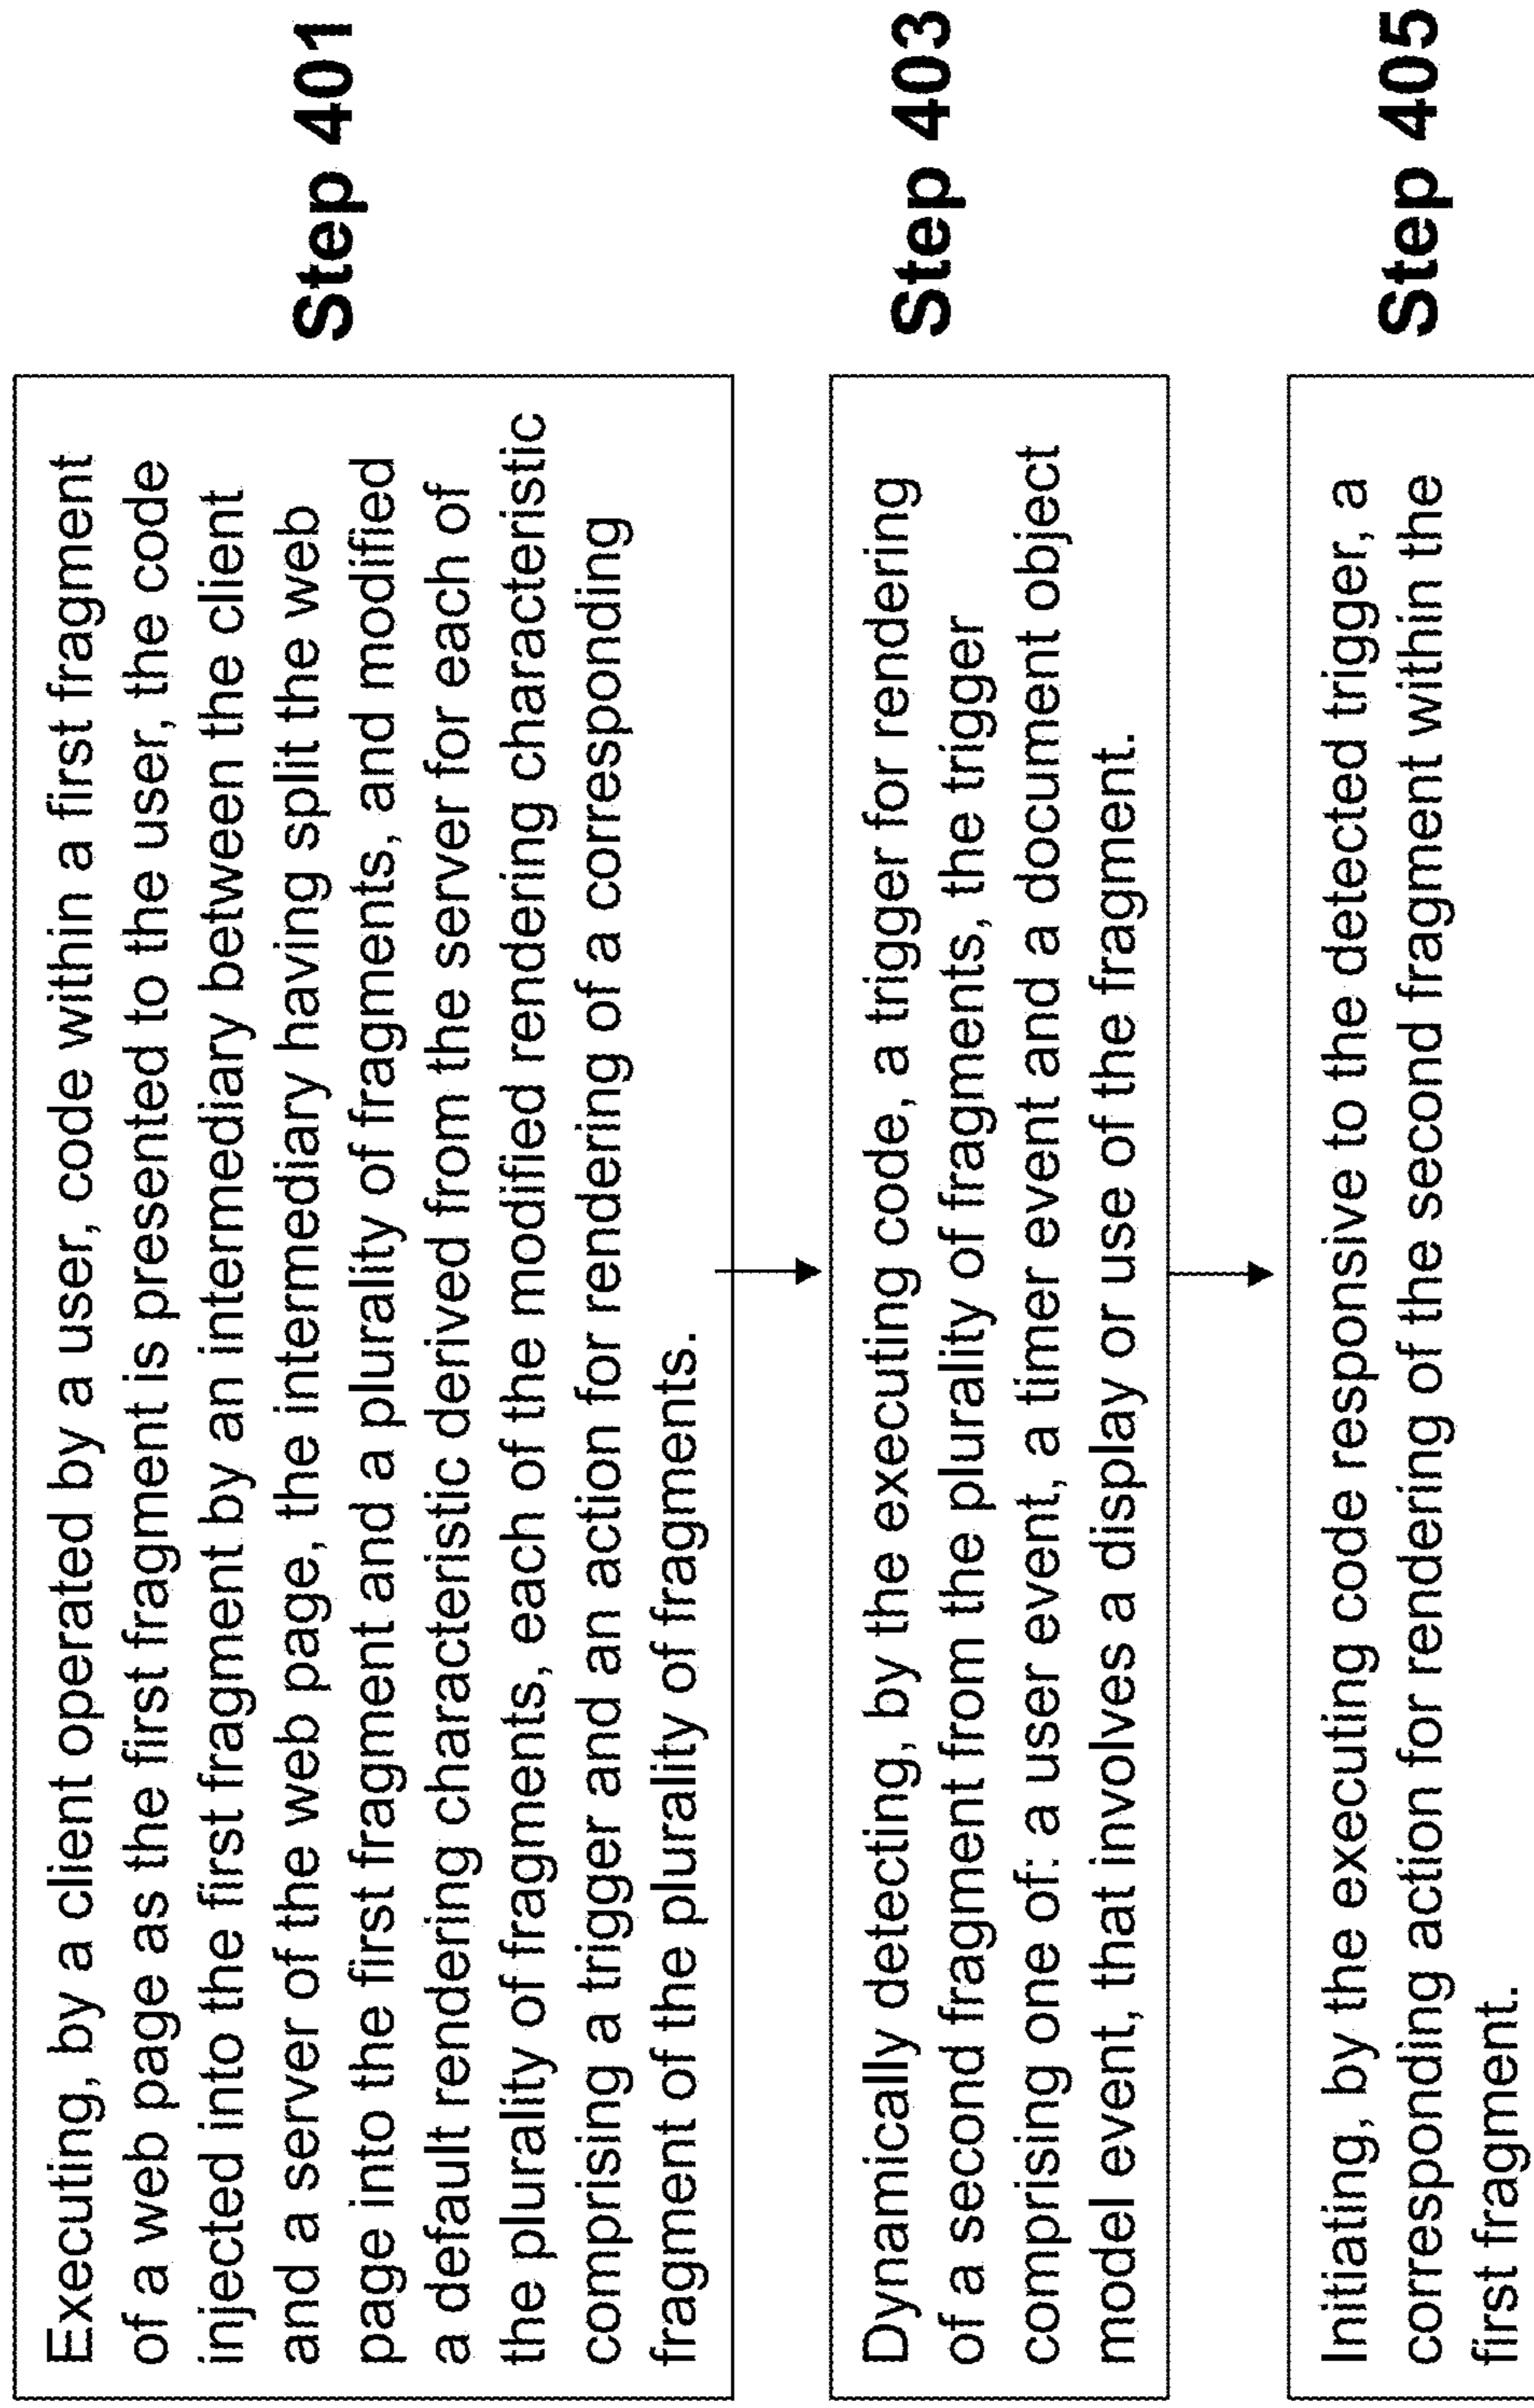 Executing, by a client operated by a user, code within a first fragment
of a web page as the first fragment is presented to the user, the code
injected into the first fragment by an intermediary between the client
and a server of the web page, the intermediary having split the web
page into the first fragment and a plurality of fragments, and modified
a default rendering characteristic derived from the server for each of
the plurality of fragments, each of the modified rendering characteristic
comprising a trigger and an action for rendering of a corresponding
fragment of the plurality of fragments.
Step 401
Dynamically detecting, by the executing code, a trigger for rendering
of a second fragment from the plurality of fragments, the trigger
comprising one of: a user event, a timer event and a document object
model event, that involves a display or use of the fragment.
Step 403
Initiating, by the executing code responsive to the detected trigger, a
corresponding action for rendering of the second fragment within the
first fragment.
Step 405